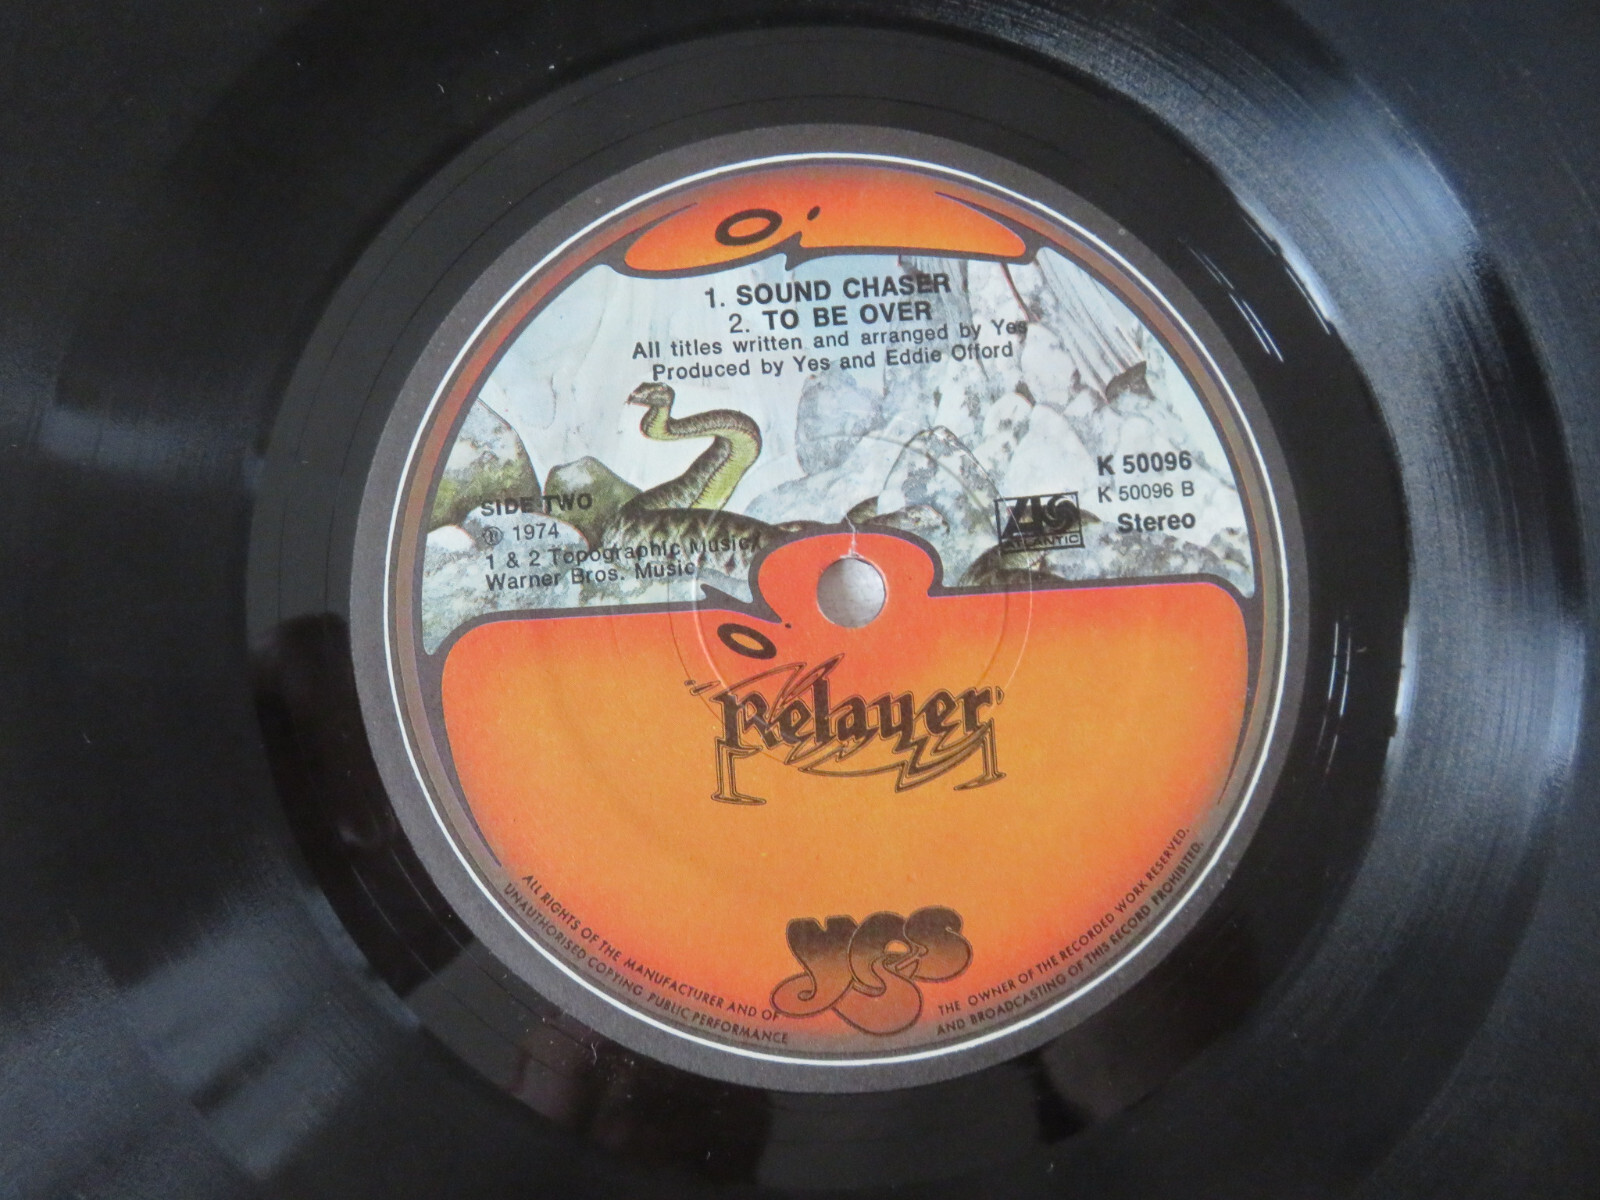 1. SOUND CHASER
2. TO BE OVER
All titles written and arranged by Yes
Produced by Yes and Eddie Offord
K 50096
K 50096 B
Stereo
ATLANTIC
SIDE TWO
℗ 1974
1 & 2 Topographic Music/
Warner Bros. Music
"Relayer"
YES
ALL RIGHTS OF THE MANUFACTURER AND OF THE OWNER OF THE RECORDED WORK RESERVED.
UNAUTHORISED COPYING PUBLIC PERFORMANCE AND BROADCASTING OF THIS RECORD PROHIBITED.